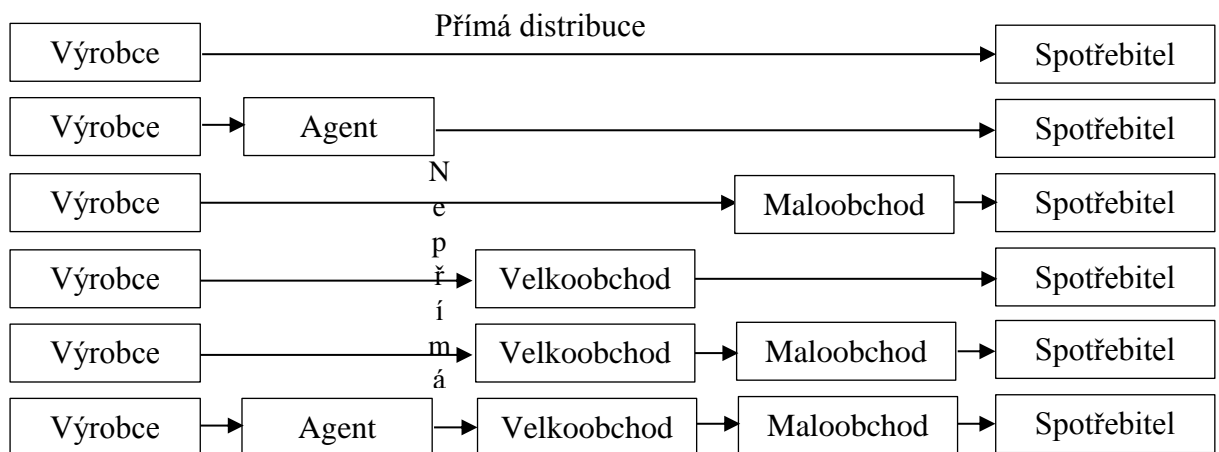 Přímá distribuce
Výrobce Spotřebitel
Výrobce Agent Spotřebitel
Nepřímá
Výrobce Maloobchod Spotřebitel
Výrobce Velkoobchod Spotřebitel
Výrobce Velkoobchod Maloobchod Spotřebitel
Výrobce Agent Velkoobchod Maloobchod Spotřebitel